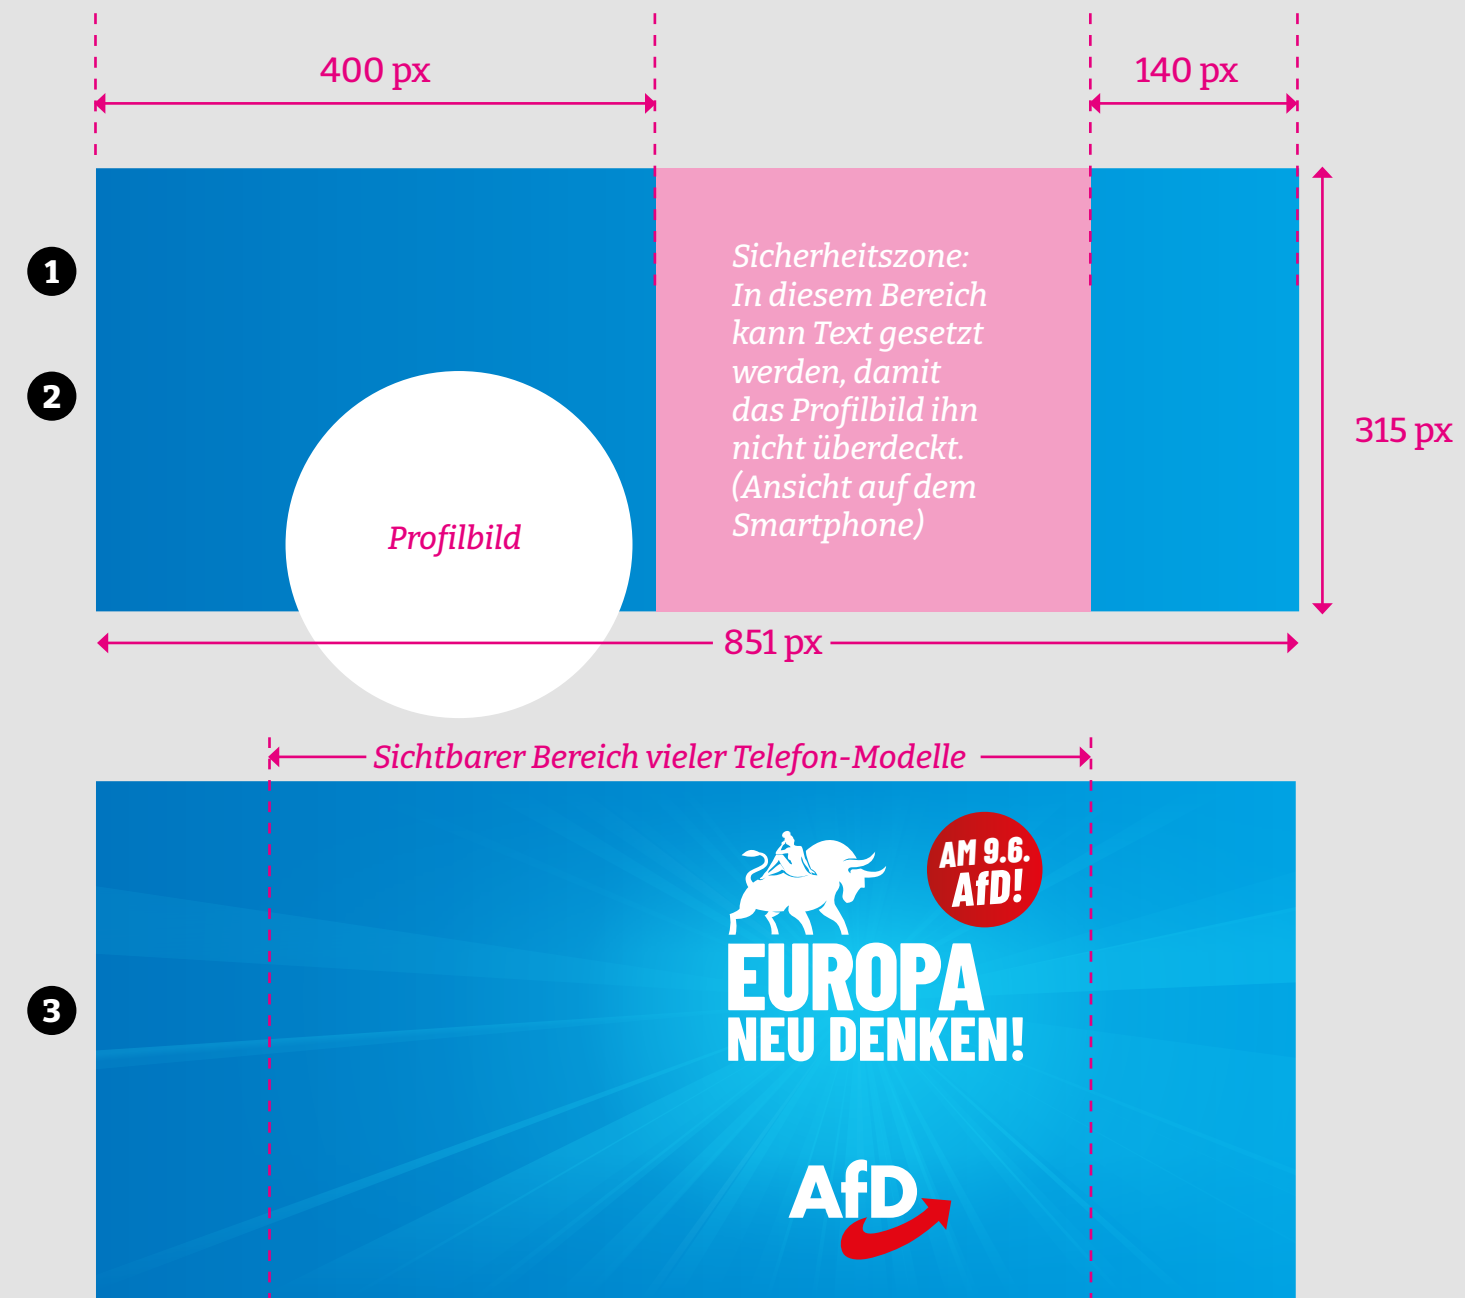 400 px
140 px
1
Sicherheitszone:
In diesem Bereich
kann Text gesetzt
werden, damit
das Profilbild ihn
nicht überdeckt.
(Ansicht auf dem
Smartphone)
2
315 px
Profilbild
851 px
Sichtbarer Bereich vieler Telefon-Modelle
AM 9.6.
AfD!
3
EUROPA
NEU DENKEN!
AfD